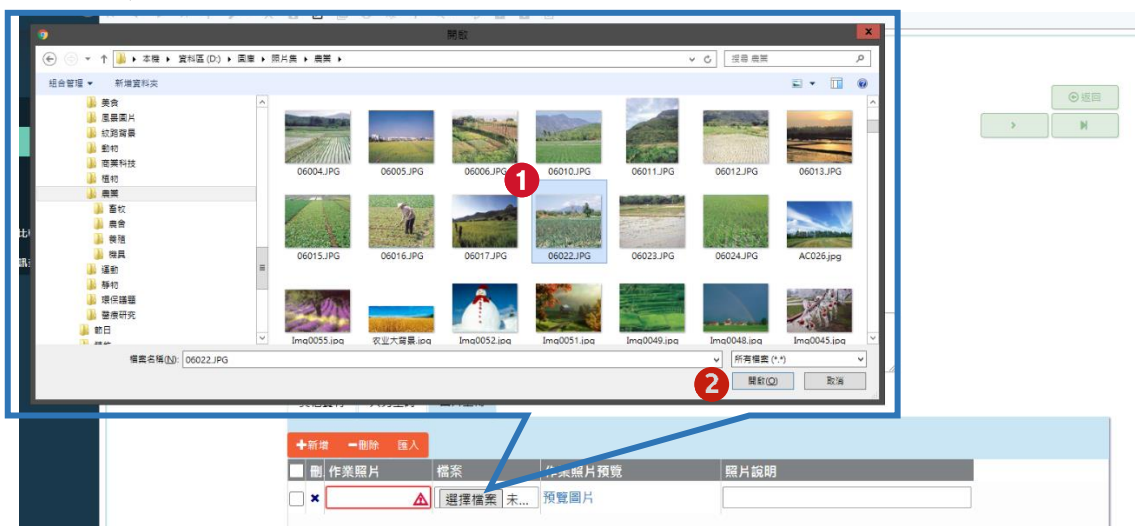 開啟
本機 ▸ 資料區 (D:) ▸ 圖庫 ▸ 照片集 ▸ 農業 ▸
搜尋 農業
組合管理 新增資料夾
返回
美食
風景圖片
紋路背景
動物
商業科技
植物
農業
畜牧
農會
養殖
機具
運動
靜物
環保議題
醫療研究
節日
06004.JPG 06005.JPG 06006.JPG 06010.JPG 06011.JPG 06012.JPG 06013.JPG
1
06015.JPG 06016.JPG 06017.JPG 06022.JPG 06023.JPG 06024.JPG AC026.jpg
Img0055.jpg 农业大背景.jpg Img0052.jpg Img0051.jpg Img0049.jpg Img0048.jpg Img0045.jpg
檔案名稱(N): 06022.JPG 所有檔案 (*.*)
2 開啟(O) 取消
新增 刪除 匯入
刪 作業照片 檔案 作業照片預覽 照片說明
選擇檔案 未... 預覽圖片